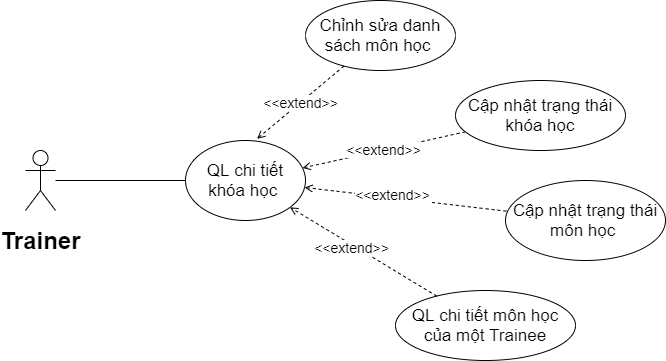 Chỉnh sửa danh
sách môn học
<<extend>>
Cập nhật trạng thái
khóa học
<<extend>>
QL chi tiết
khóa học
<<extend>>
Cập nhật trạng thái
môn học
Trainer
<<extend>>
QL chi tiết môn học
của một Trainee